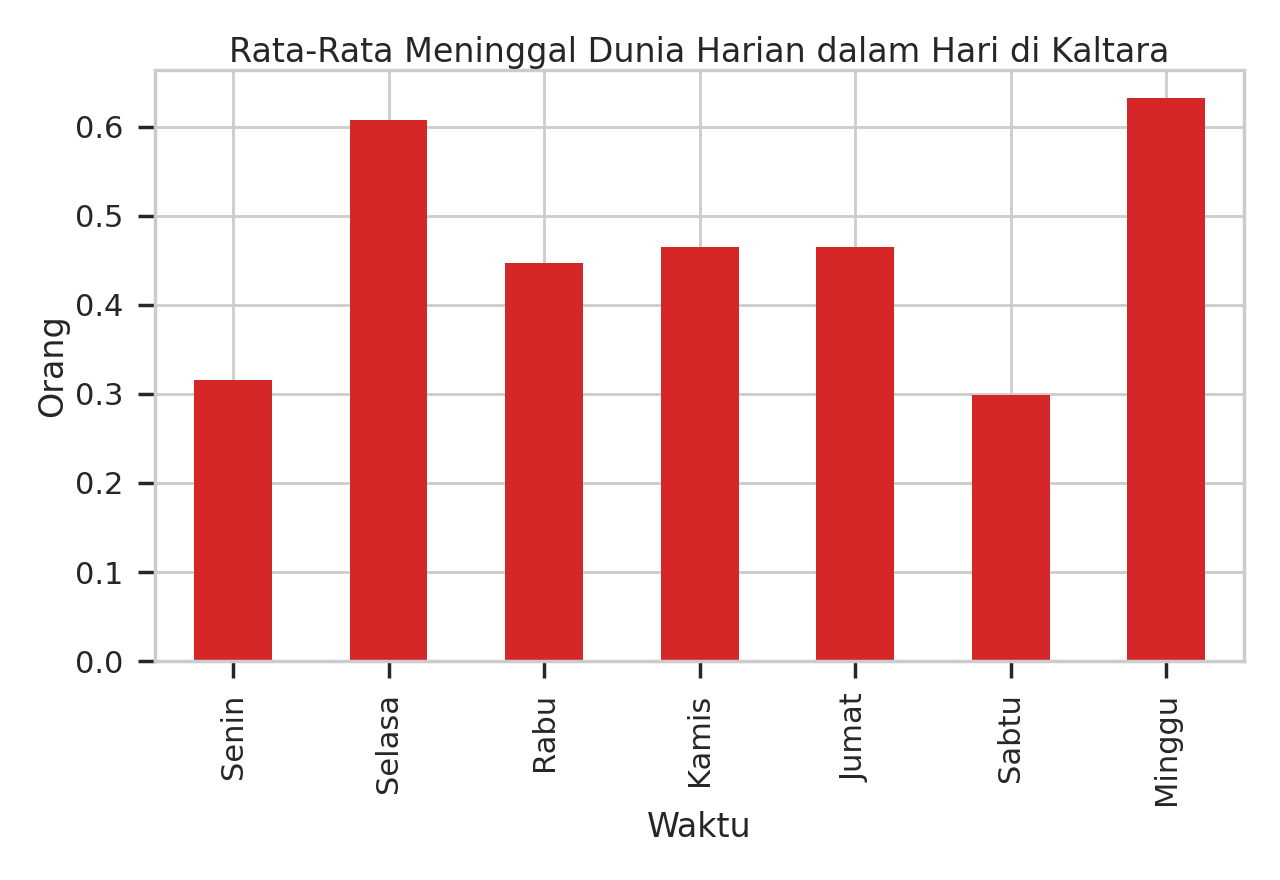 Rata-Rata Meninggal Dunia Harian dalam Hari di Kaltara
0.6
0.5
0.4
0.3
0.2
0.1
0.0
Orang
Senin
Selasa
Rabu
Kamis
Jumat
Sabtu
Minggu
Waktu